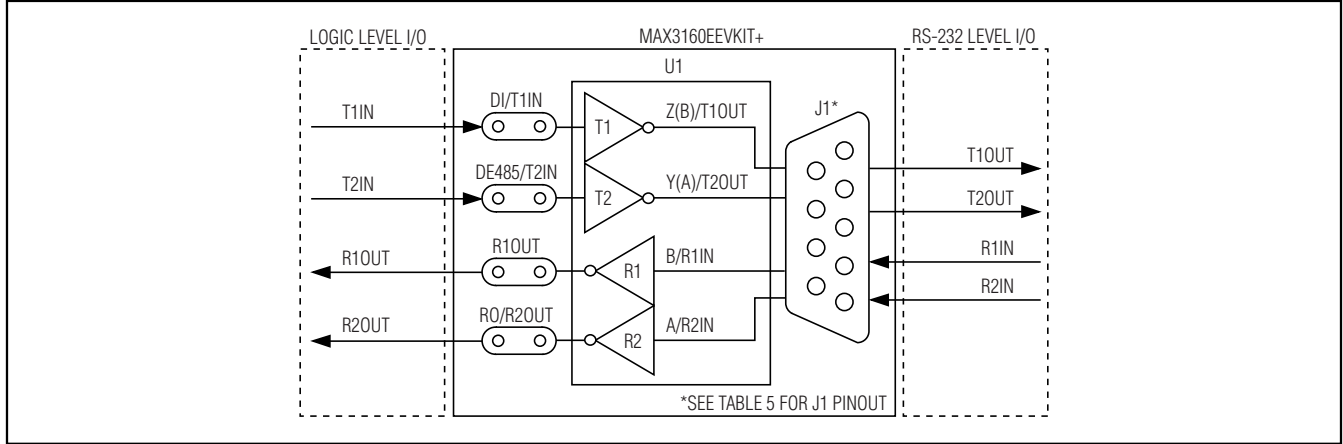 LOGIC LEVEL I/O
MAX3160EEVKIT+
RS-232 LEVEL I/O
U1
J1*
T1IN
DI/T1IN
T1
Z(B)/T1OUT
T1OUT
T2IN
DE485/T2IN
T2
Y(A)/T2OUT
T2OUT
R1OUT
R1OUT
R1
B/R1IN
R1IN
R2OUT
RO/R2OUT
R2
A/R2IN
R2IN
*SEE TABLE 5 FOR J1 PINOUT